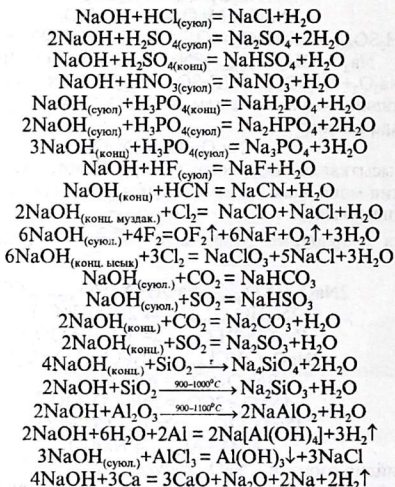 NaOH+HCl(суюл)= NaCl+H₂O
2NaOH+H₂SO₄(суюл)= Na₂SO₄+2H₂O
NaOH+H₂SO₄(конц)= NaHSO₄+H₂O
NaOH+HNO₃(суюл)= NaNO₃+H₂O
NaOH(суюл)+H₃PO₄(конц)= NaH₂PO₄+H₂O
2NaOH(суюл)+H₃PO₄(суюл)= Na₂HPO₄+2H₂O
3NaOH(конц)+H₃PO₄(суюл)= Na₃PO₄+3H₂O
NaOH+HF(суюл)= NaF+H₂O
NaOH(конц)+HCN = NaCN+H₂O
2NaOH(конц. муздак.)+Cl₂= NaClO+NaCl+H₂O
6NaOH(суюл.)+4F₂=OF₂↑+6NaF+O₂↑+3H₂O
6NaOH(конц. ысык)+3Cl₂= NaClO₃+5NaCl+3H₂O
NaOH(суюл.)+CO₂= NaHCO₃
NaOH(суюл.)+SO₂= NaHSO₃
2NaOH(конц.)+CO₂= Na₂CO₃+H₂O
2NaOH(конц.)+SO₂= Na₂SO₃+H₂O
4NaOH(конц.)+SiO₂ —t→ Na₄SiO₄+2H₂O
2NaOH+SiO₂ —900-1000⁰C→ Na₂SiO₃+H₂O
2NaOH+Al₂O₃ —900-1100⁰C→ 2NaAlO₂+H₂O
2NaOH+6H₂O+2Al = 2Na[Al(OH)₄]+3H₂↑
3NaOH(суюл.)+AlCl₃= Al(OH)₃↓+3NaCl
4NaOH+3Ca = 3CaO+Na₂O+2Na+2H₂↑